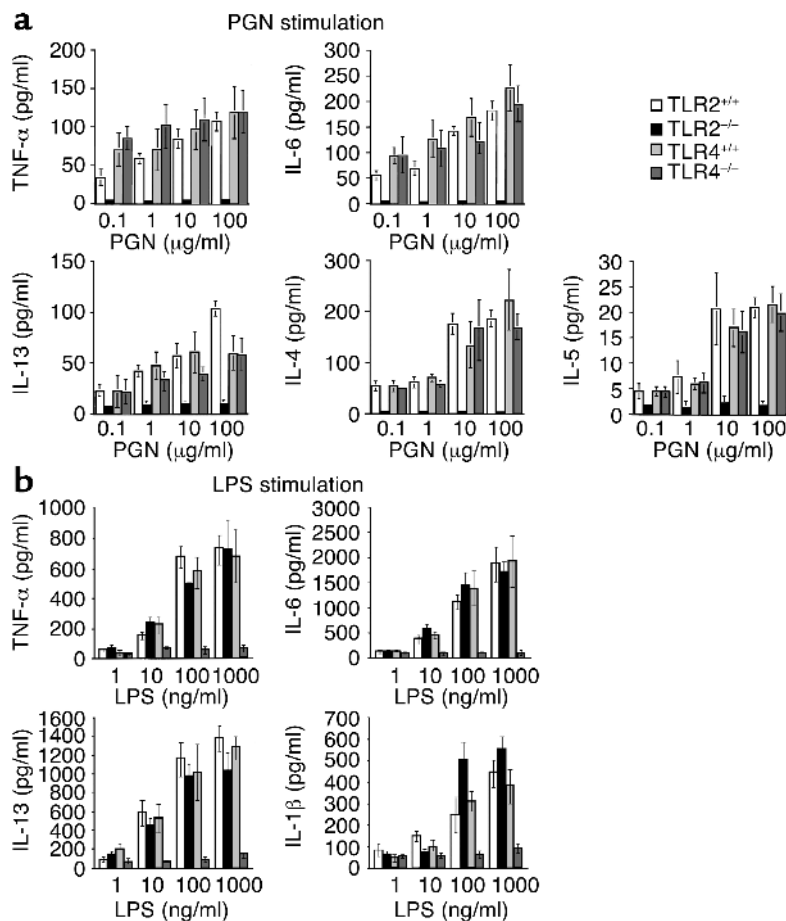 a
PGN stimulation
TNF-α (pg/ml)
200
150
100
50
0
0.1 1 10 100
PGN (μg/ml)
IL-6 (pg/ml)
300
250
200
150
100
50
0
0.1 1 10 100
PGN (μg/ml)
TLR2+/+
TLR2−/−
TLR4+/+
TLR4−/−
IL-13 (pg/ml)
150
100
50
0
0.1 1 10 100
PGN (μg/ml)
IL-4 (pg/ml)
300
200
100
0
0.1 1 10 100
PGN (μg/ml)
IL-5 (pg/ml)
30
25
20
15
10
5
0
0.1 1 10 100
PGN (μg/ml)
b
LPS stimulation
TNF-α (pg/ml)
1000
800
600
400
200
0
1 10 100 1000
LPS (ng/ml)
IL-6 (pg/ml)
3000
2500
2000
1500
1000
500
0
1 10 100 1000
LPS (ng/ml)
IL-13 (pg/ml)
1600
1400
1200
1000
800
600
400
200
0
1 10 100 1000
LPS (ng/ml)
IL-1β (pg/ml)
700
600
500
400
300
200
100
0
1 10 100 1000
LPS (ng/ml)